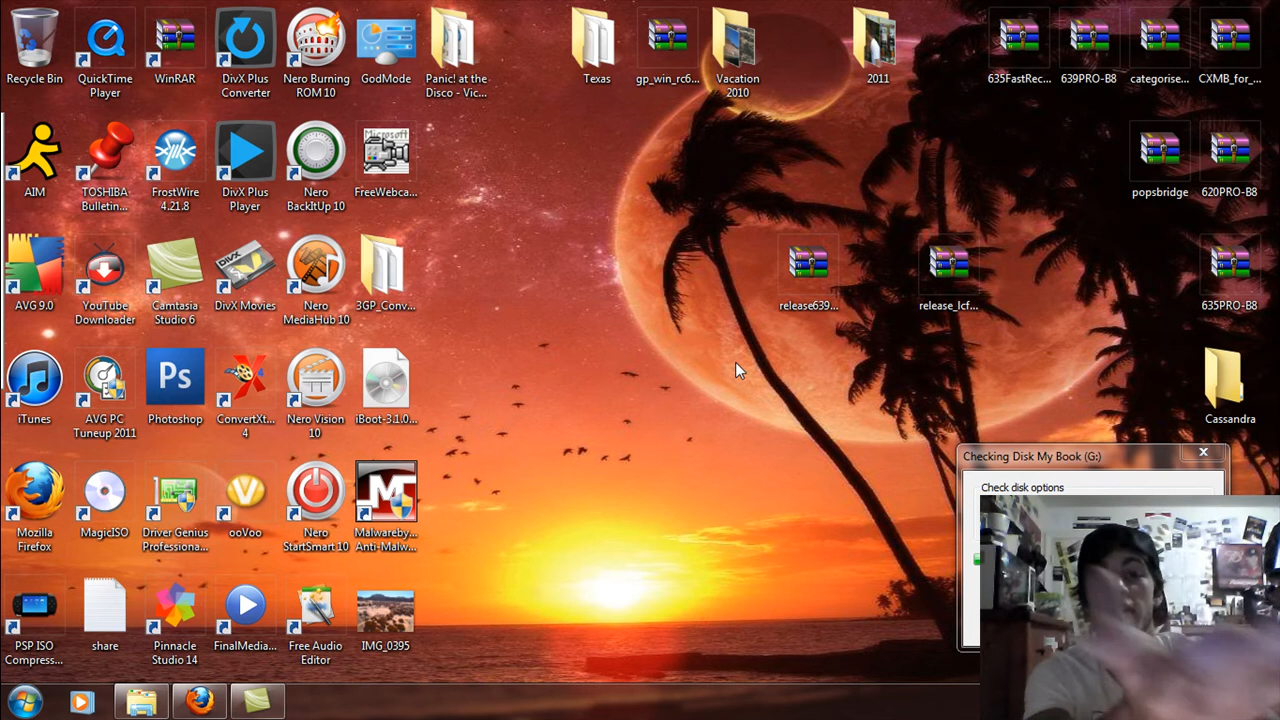 Recycle Bin
QuickTime
Player
WinRAR
DivX Plus
Converter
Nero Burning
ROM 10
GodMode
Panic! at the
Disco - Vic...
Texas
gp_win_rc6...
Vacation
2010
2011
635FastRec...
639PRO-B8
categorise...
CXMB_for_...
AIM
TOSHIBA
Bulletin...
FrostWire
4.21.8
DivX Plus
Player
Nero
BackItUp 10
Microsoft
FreeWebca...
popsbridge
620PRO-B8
AVG 9.0
YouTube
Downloader
Camtasia
Studio 6
DivX Movies
Nero
MediaHub 10
3GP_Conv...
release639...
release_lcf...
635PRO-B8
iTunes
AVG PC
Tuneup 2011
Ps
Photoshop
ConvertXt...
4
Nero Vision
10
iBoot-3.1.0...
Cassandra
Mozilla
Firefox
MagicISO
Driver Genius
Professiona...
ooVoo
Nero
StartSmart 10
Malwareby...
Anti-Malw...
Checking Disk My Book (G:)
Check disk options
PSP ISO
Compress...
share
Pinnacle
Studio 14
FinalMedia...
Free Audio
Editor
IMG_0395